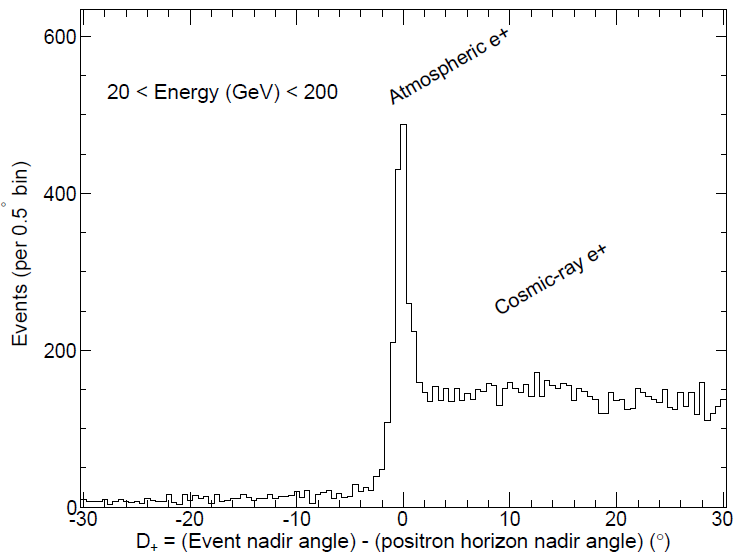 600
Atmospheric e+
20 < Energy (GeV) < 200
400
Events (per 0.5° bin)
Cosmic-ray e+
200
0
-30 -20 -10 0 10 20 30
D+ = (Event nadir angle) - (positron horizon nadir angle) (°)